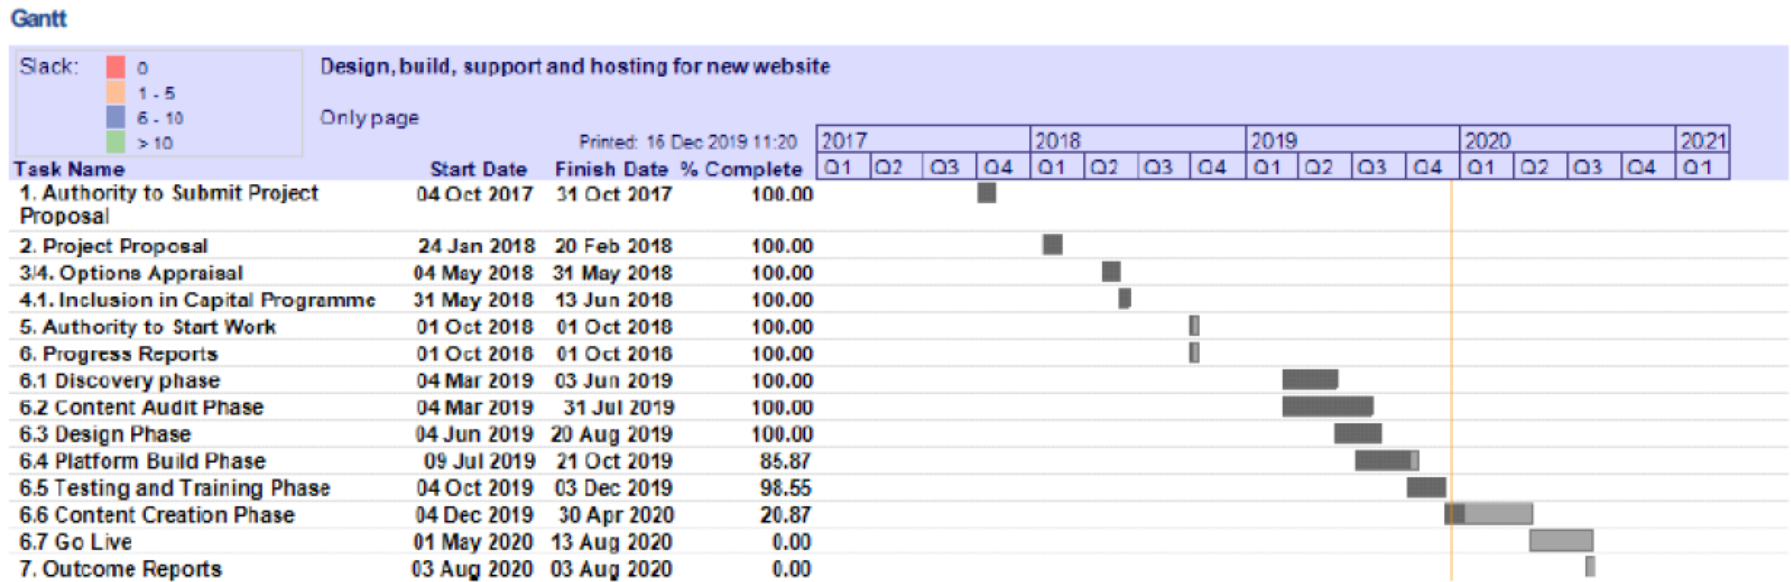 Gantt
Slack: 0
1 - 5
6 - 10
> 10
Design, build, support and hosting for new website
Only page
Printed: 16 Dec 2019 11:20
2017 2018 2019 2020 2021
Task Name Start Date Finish Date % Complete Q1 Q2 Q3 Q4 Q1 Q2 Q3 Q4 Q1 Q2 Q3 Q4 Q1 Q2 Q3 Q4 Q1
1. Authority to Submit Project 04 Oct 2017 31 Oct 2017 100.00
Proposal
2. Project Proposal 24 Jan 2018 20 Feb 2018 100.00
3/4. Options Appraisal 04 May 2018 31 May 2018 100.00
4.1. Inclusion in Capital Programme 31 May 2018 13 Jun 2018 100.00
5. Authority to Start Work 01 Oct 2018 01 Oct 2018 100.00
6. Progress Reports 01 Oct 2018 01 Oct 2018 100.00
6.1 Discovery phase 04 Mar 2019 03 Jun 2019 100.00
6.2 Content Audit Phase 04 Mar 2019 31 Jul 2019 100.00
6.3 Design Phase 04 Jun 2019 20 Aug 2019 100.00
6.4 Platform Build Phase 09 Jul 2019 21 Oct 2019 85.87
6.5 Testing and Training Phase 04 Oct 2019 03 Dec 2019 98.55
6.6 Content Creation Phase 04 Dec 2019 30 Apr 2020 20.87
6.7 Go Live 01 May 2020 13 Aug 2020 0.00
7. Outcome Reports 03 Aug 2020 03 Aug 2020 0.00